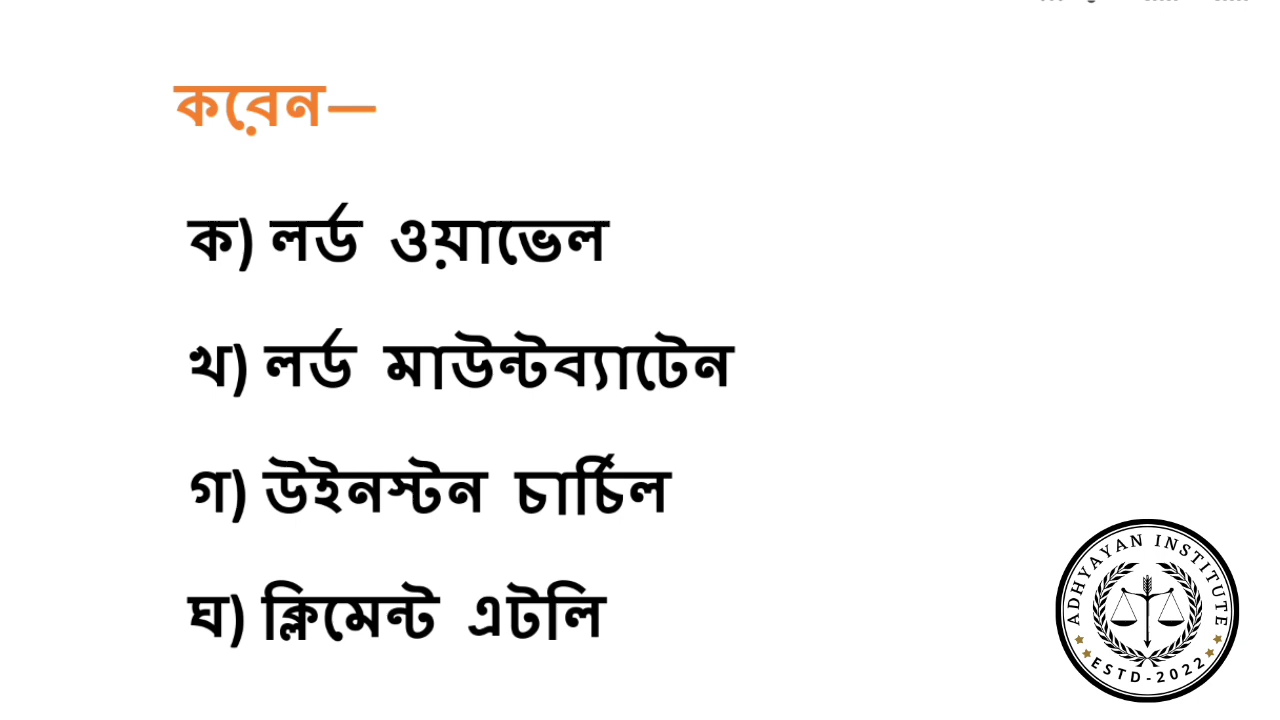 করেন—
ক) লর্ড ওয়াভেল
খ) লর্ড মাউন্টব্যাটেন
গ) উইনস্টন চার্চিল
ঘ) ক্লিমেন্ট এটলি
ADHYAYAN INSTITUTE
ESTD-2022